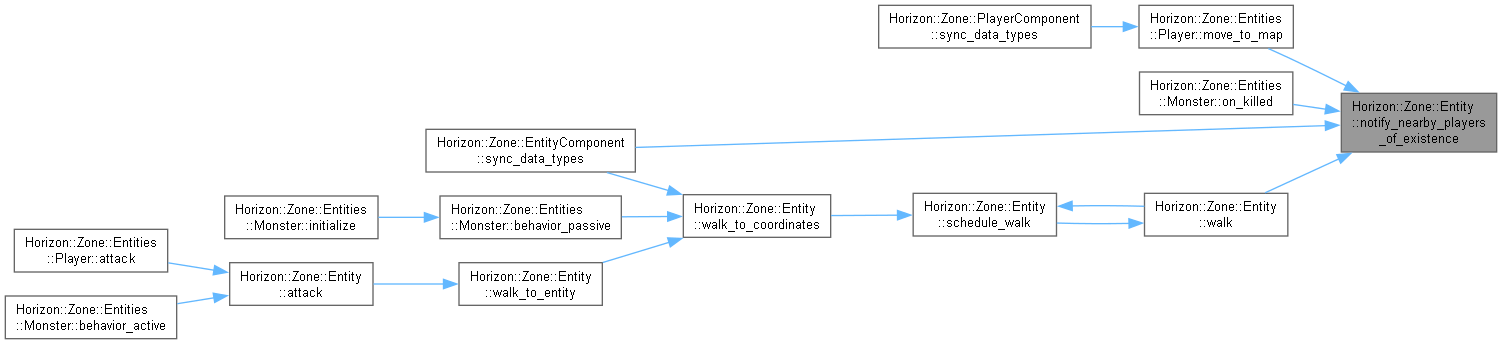 Horizon::Zone::PlayerComponent
::sync_data_types
Horizon::Zone::Entities
::Player::move_to_map
Horizon::Zone::Entities
::Monster::on_killed
Horizon::Zone::Entity
::notify_nearby_players
_of_existence
Horizon::Zone::EntityComponent
::sync_data_types
Horizon::Zone::Entities
::Monster::initialize
Horizon::Zone::Entities
::Monster::behavior_passive
Horizon::Zone::Entity
::walk_to_coordinates
Horizon::Zone::Entity
::schedule_walk
Horizon::Zone::Entity
::walk
Horizon::Zone::Entities
::Player::attack
Horizon::Zone::Entity
::attack
Horizon::Zone::Entity
::walk_to_entity
Horizon::Zone::Entities
::Monster::behavior_active